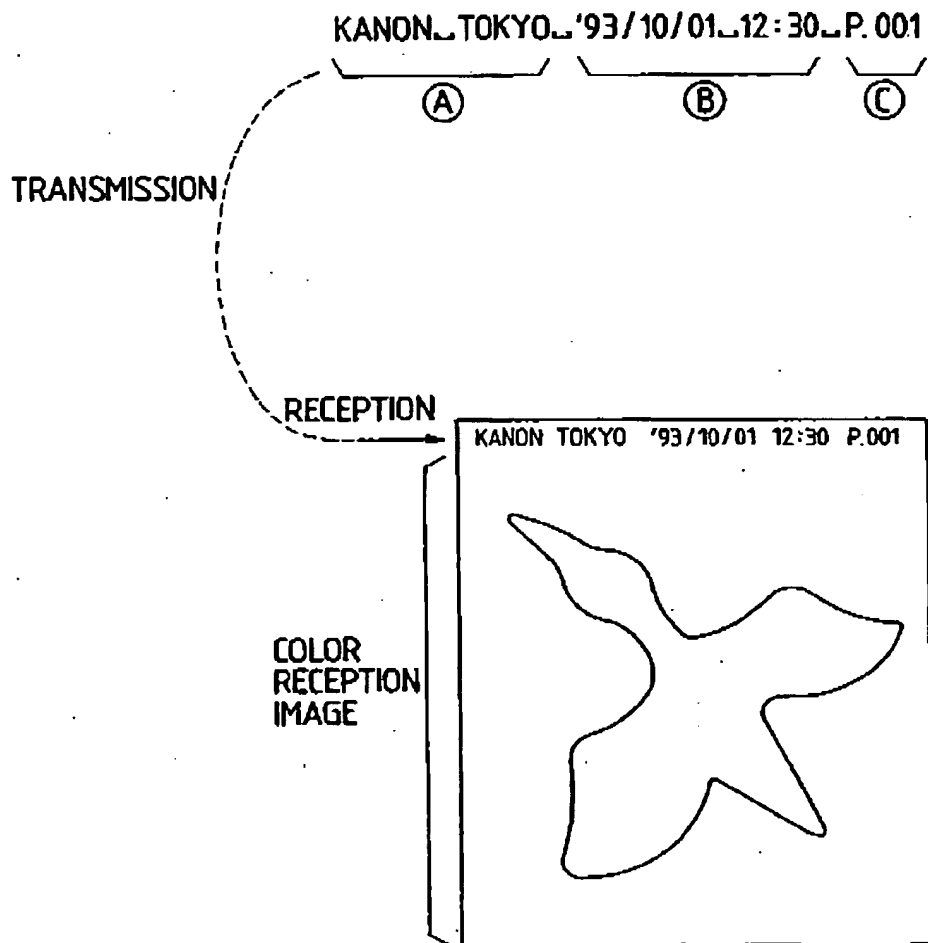 KANON␣TOKYO␣'93/10/01␣12:30␣P.001
Ⓐ Ⓑ Ⓒ
TRANSMISSION
RECEPTION
KANON TOKYO '93/10/01 12:30 P.001
COLOR
RECEPTION
IMAGE